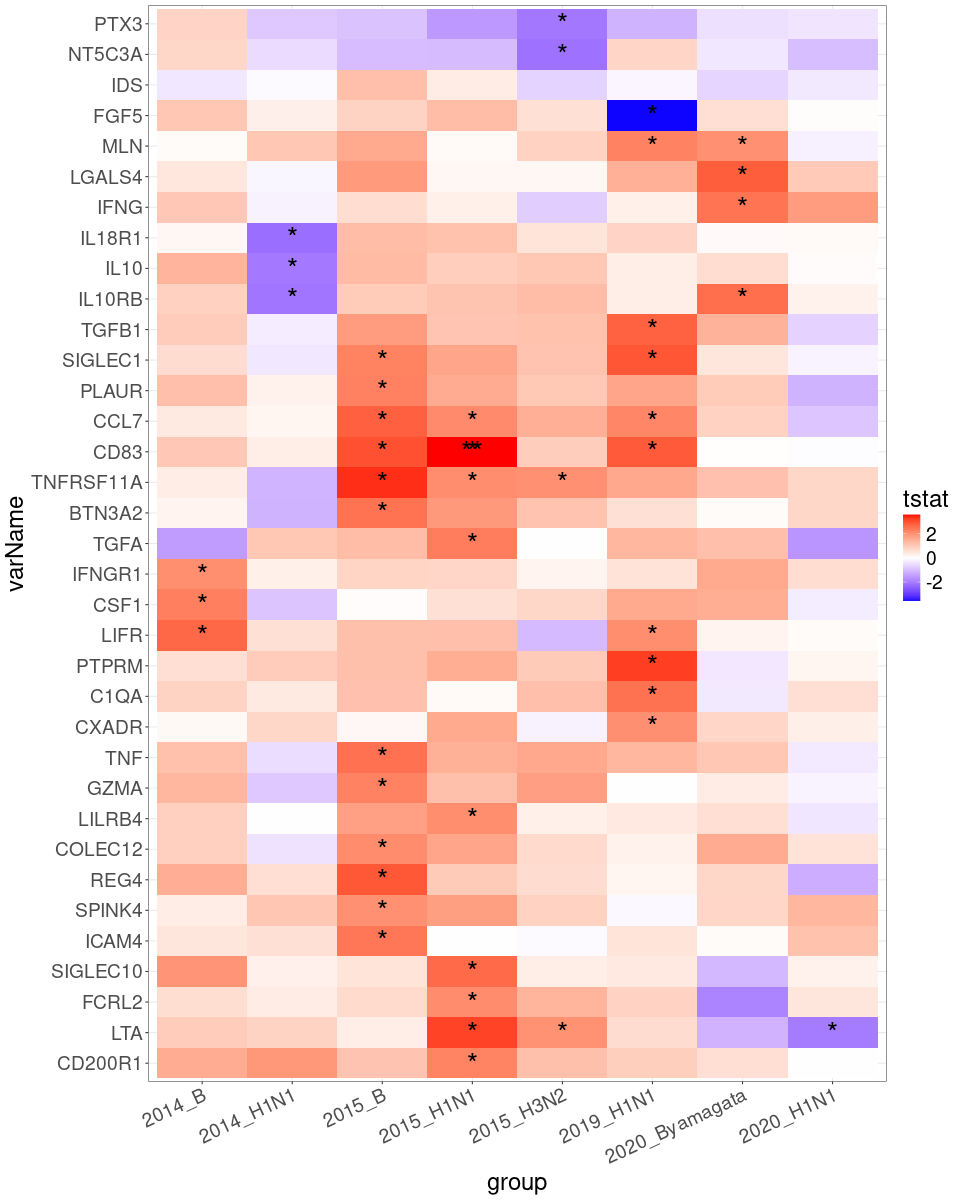 PTX3 * 
NT5C3A *
IDS
FGF5 *
MLN * *
LGALS4 *
IFNG *
IL18R1 *
IL10 *
IL10RB * *
TGFB1 *
SIGLEC1 * *
PLAUR *
CCL7 * * *
CD83 * ** *
TNFRSF11A * * *
BTN3A2 *
TGFA *
IFNGR1 *
CSF1 *
LIFR * *
PTPRM *
C1QA *
CXADR *
TNF *
GZMA *
LILRB4 *
COLEC12 *
REG4 *
SPINK4 *
ICAM4 *
SIGLEC10 *
FCRL2 *
LTA * * *
CD200R1 *
varName
2014_B 2014_H1N1 2015_B 2015_H1N1 2015_H3N2 2019_H1N1 2020_Byamagata 2020_H1N1
group
tstat
2
0
-2